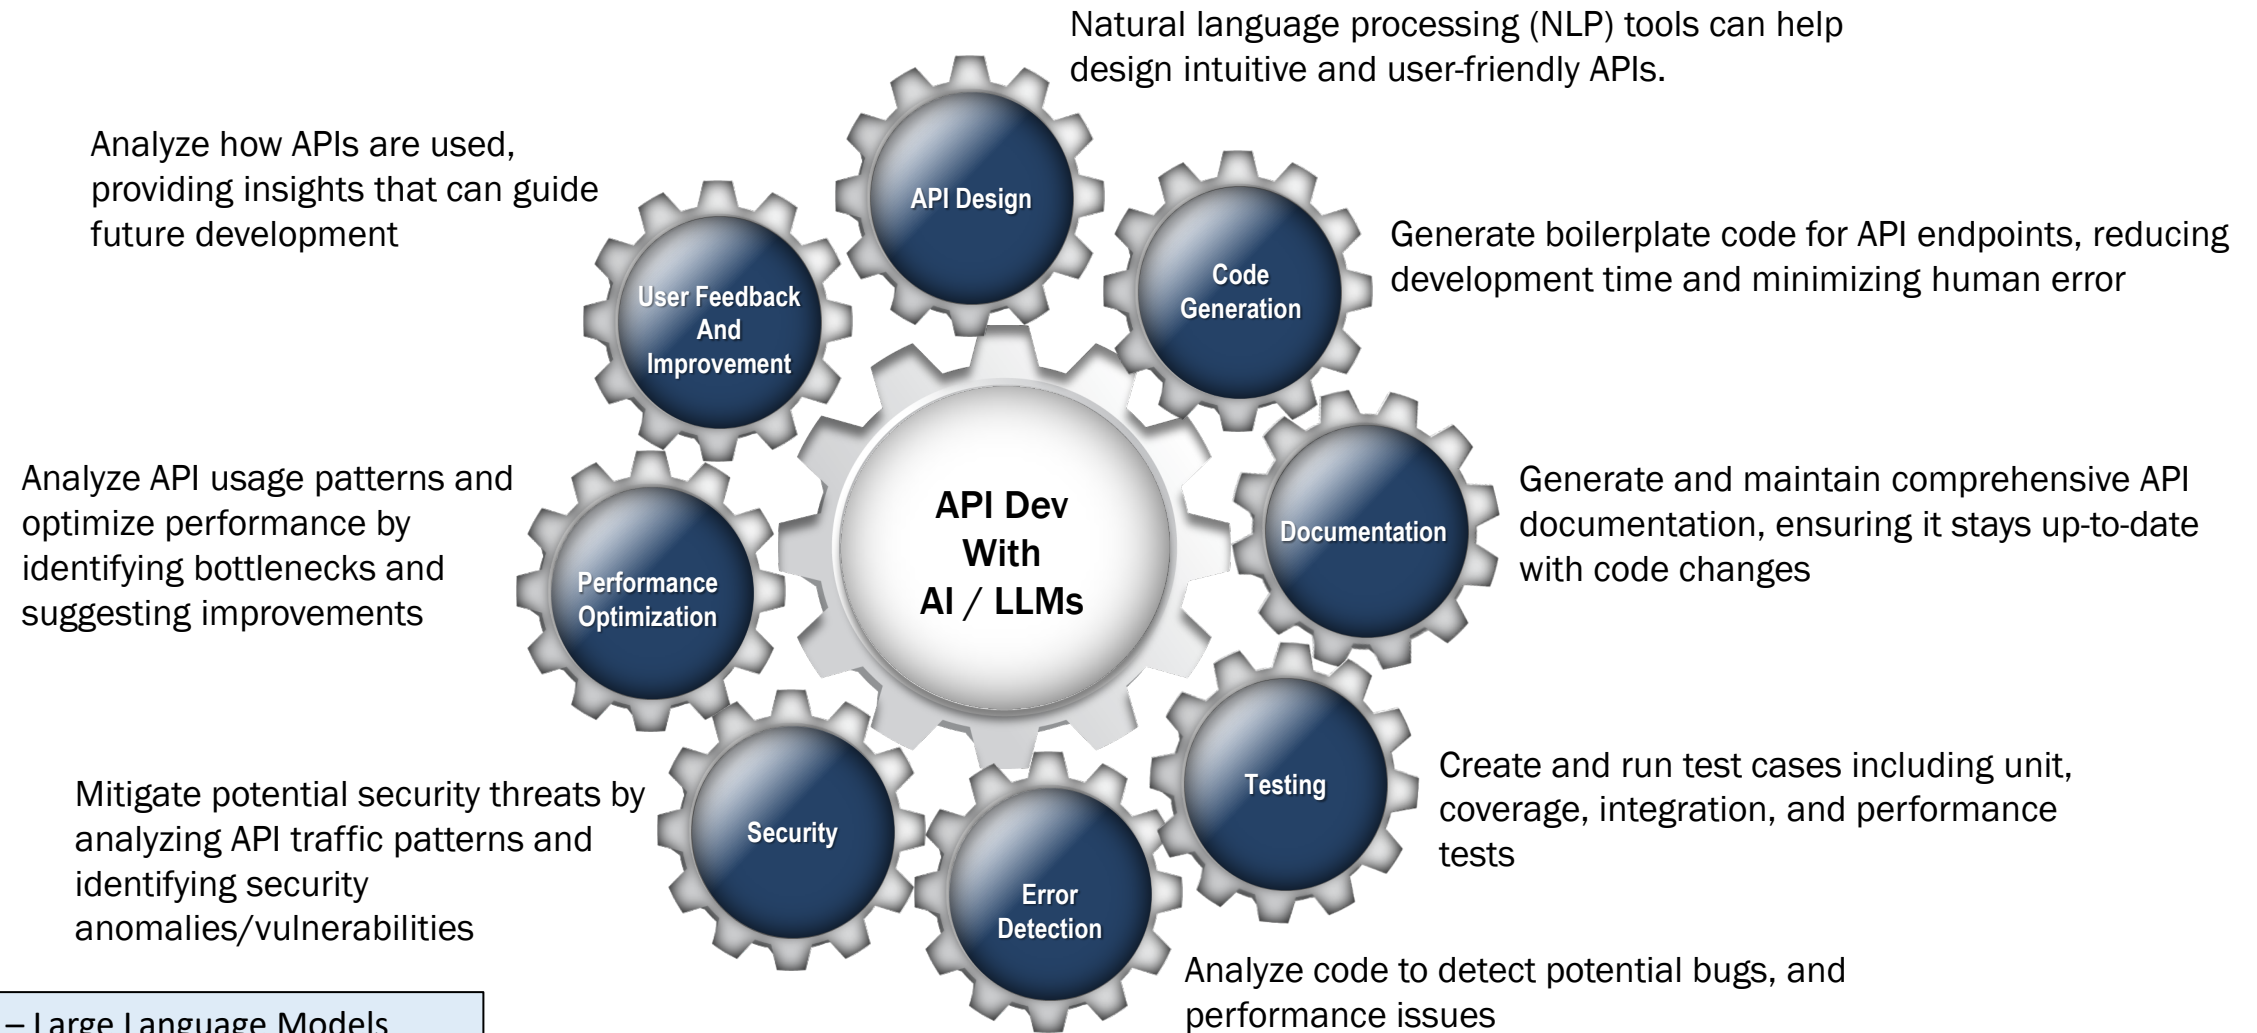 Natural language processing (NLP) tools can help
design intuitive and user-friendly APIs.
API Design
Analyze how APIs are used,
providing insights that can guide
future development
User Feedback
And
Improvement
Code
Generation
Generate boilerplate code for API endpoints, reducing
development time and minimizing human error
API Dev
With
AI / LLMs
Documentation
Generate and maintain comprehensive API
documentation, ensuring it stays up-to-date
with code changes
Analyze API usage patterns and
optimize performance by
identifying bottlenecks and
suggesting improvements
Performance
Optimization
Testing
Create and run test cases including unit,
coverage, integration, and performance
tests
Mitigate potential security threats by
analyzing API traffic patterns and
identifying security
anomalies/vulnerabilities
Security
Error
Detection
Analyze code to detect potential bugs, and
performance issues
– Large Language Models